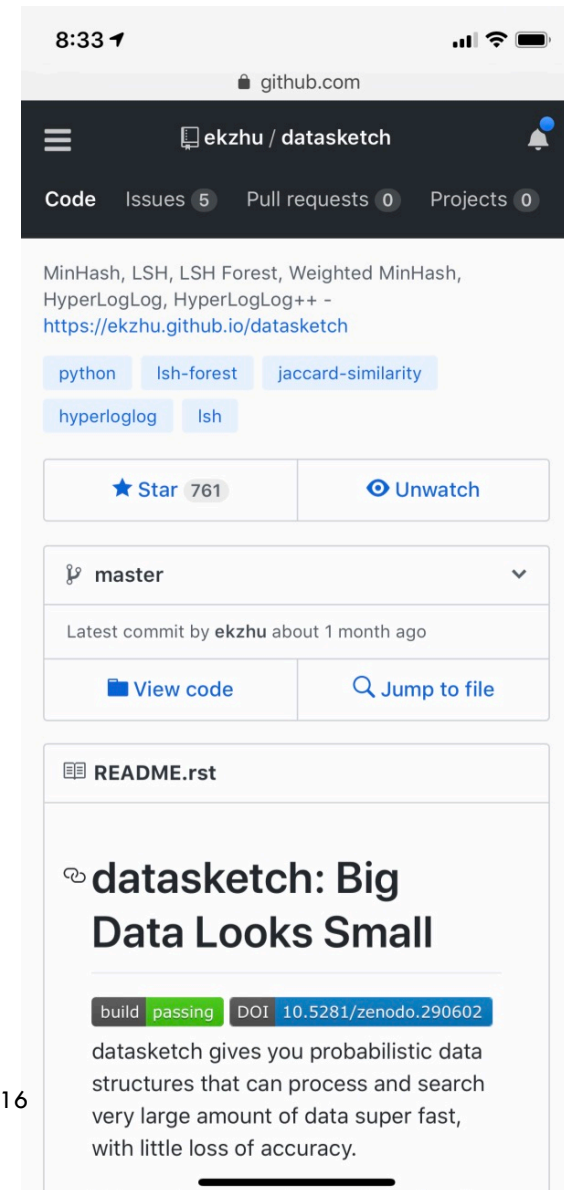 8:33
github.com
ekzhu / datasketch
Code Issues 5 Pull requests 0 Projects 0
MinHash, LSH, LSH Forest, Weighted MinHash,
HyperLogLog, HyperLogLog++ -
https://ekzhu.github.io/datasketch
python lsh-forest jaccard-similarity
hyperloglog lsh
Star 761 Unwatch
master
Latest commit by ekzhu about 1 month ago
View code Jump to file
README.rst
datasketch: Big
Data Looks Small
build passing DOI 10.5281/zenodo.290602
datasketch gives you probabilistic data
structures that can process and search
very large amount of data super fast,
with little loss of accuracy.
16